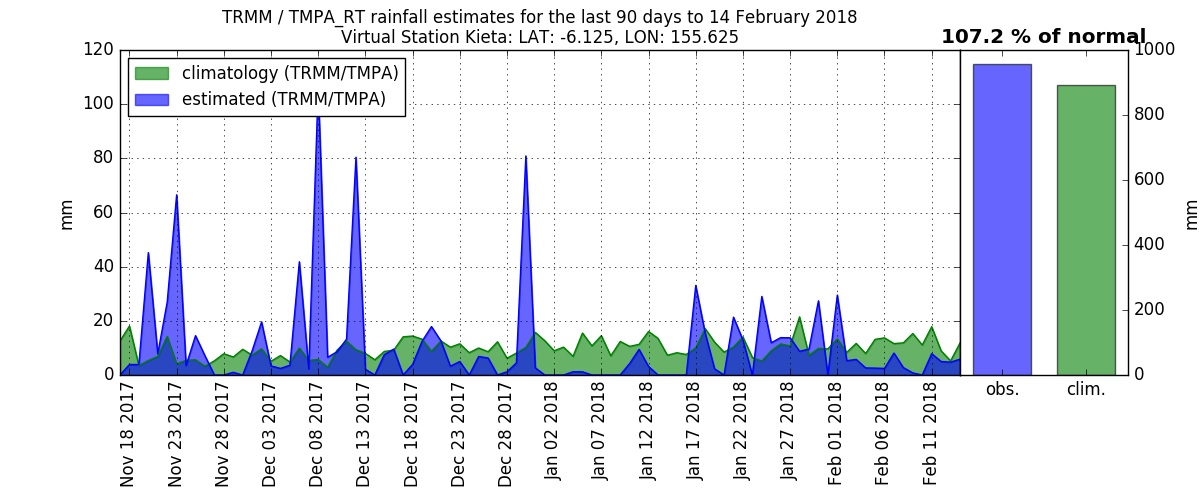 TRMM / TMPA_RT rainfall estimates for the last 90 days to 14 February 2018
Virtual Station Kieta: LAT: -6.125, LON: 155.625
107.2 % of normal
climatology (TRMM/TMPA)
estimated (TRMM/TMPA)
120
100
80
60
40
20
0
mm
1000
800
600
400
200
0
mm
Nov 18 2017
Nov 23 2017
Nov 28 2017
Dec 03 2017
Dec 08 2017
Dec 13 2017
Dec 18 2017
Dec 23 2017
Dec 28 2017
Jan 02 2018
Jan 07 2018
Jan 12 2018
Jan 17 2018
Jan 22 2018
Jan 27 2018
Feb 01 2018
Feb 06 2018
Feb 11 2018
obs.
clim.